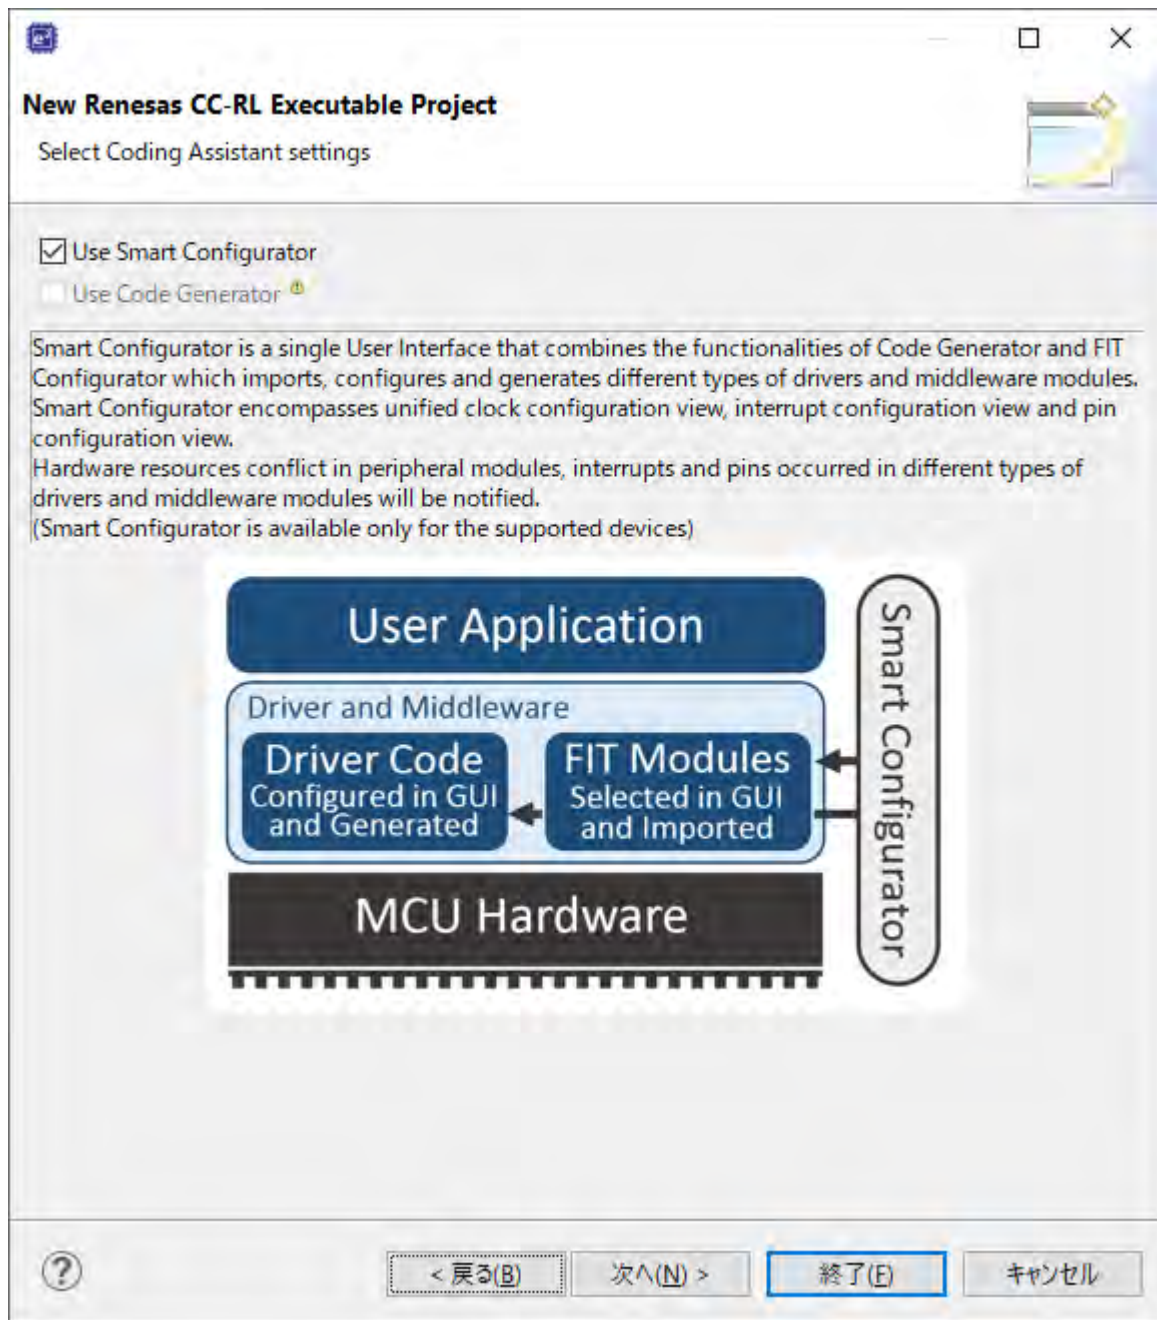 e²
New Renesas CC-RL Executable Project
Select Coding Assistant settings
Use Smart Configurator
Use Code Generator
Smart Configurator is a single User Interface that combines the functionalities of Code Generator and FIT
Configurator which imports, configures and generates different types of drivers and middleware modules.
Smart Configurator encompasses unified clock configuration view, interrupt configuration view and pin
configuration view.
Hardware resources conflict in peripheral modules, interrupts and pins occurred in different types of
drivers and middleware modules will be notified.
(Smart Configurator is available only for the supported devices)
User Application
Driver and Middleware
Driver Code
Configured in GUI
and Generated
FIT Modules
Selected in GUI
and Imported
Smart Configurator
MCU Hardware
?
< 戻る(B)
次へ(N) >
終了(F)
キャンセル